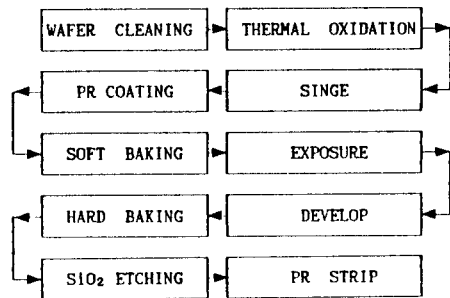 WAFER CLEANING THERMAL OXIDATION
PR COATING SINGE
SOFT BAKING EXPOSURE
HARD BAKING DEVELOP
SiO₂ ETCHING PR STRIP